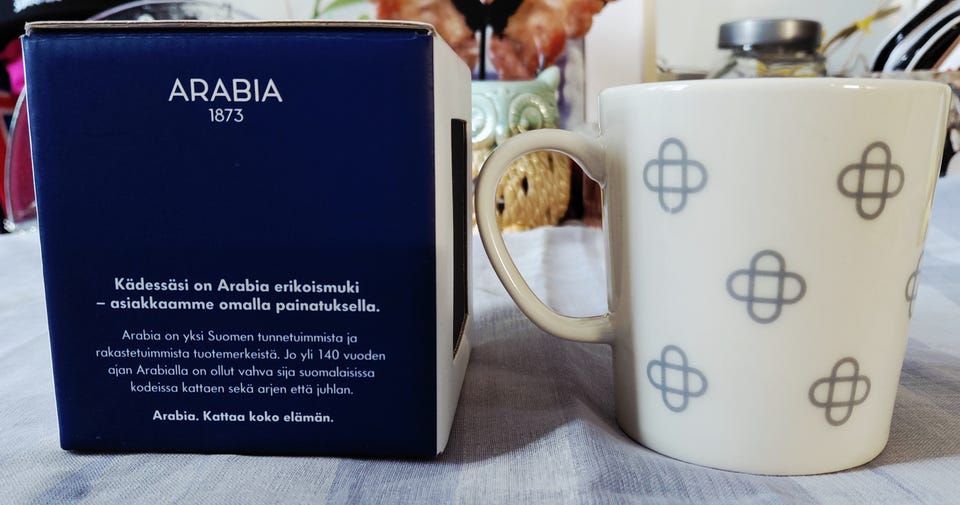 ARABIA
1873
Kädessäsi on Arabia erikoismuki
– asiakkaamme omalla painatuksella.
Arabia on yksi Suomen tunnetuimmista ja
rakastetuimmista tuotemerkeistä. Jo yli 140 vuoden
ajan Arabialla on ollut vahva sija suomalaisissa
kodeissa kattaen sekä arjen että juhlan.
Arabia. Kattaa koko elämän.